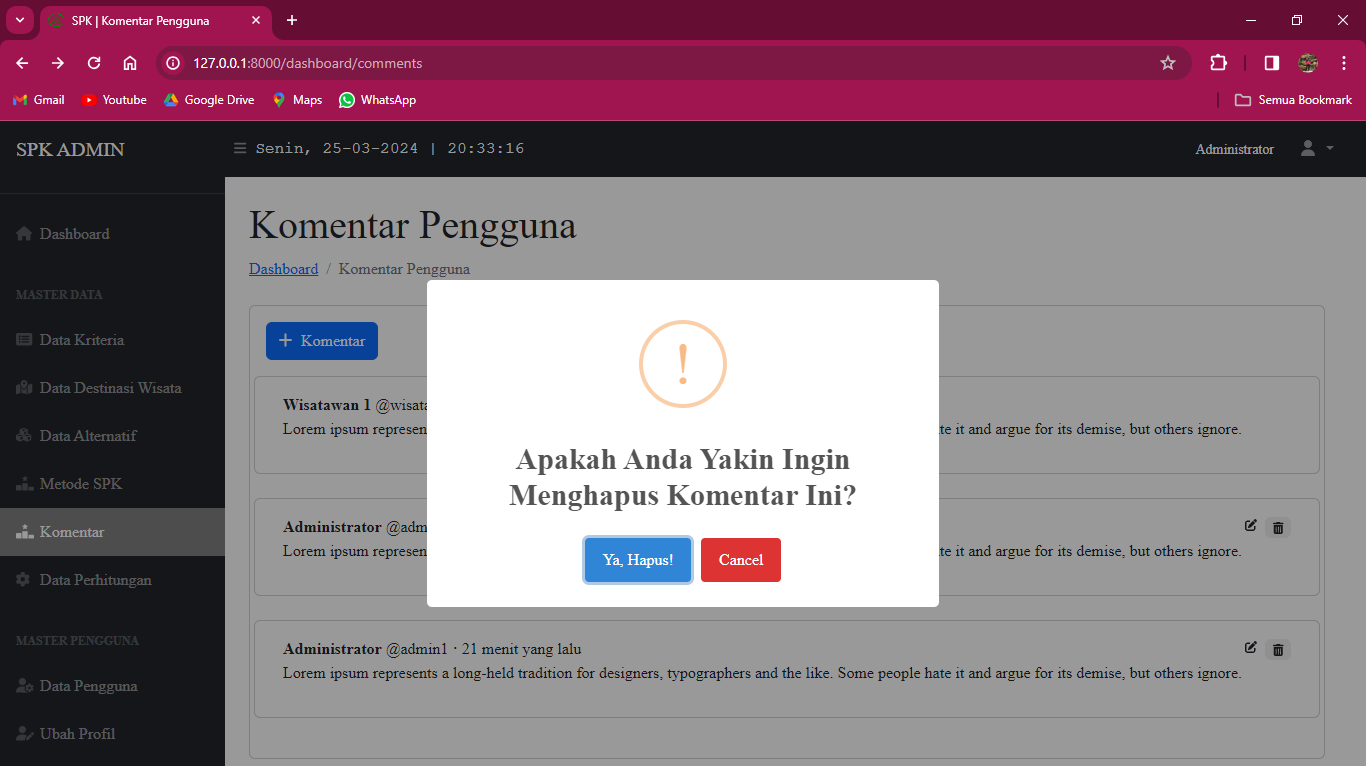 SPK | Komentar Pengguna
127.0.0.1:8000/dashboard/comments
Gmail Youtube Google Drive Maps WhatsApp Semua Bookmark
SPK ADMIN
Senin, 25-03-2024 | 20:33:16
Administrator
Dashboard
MASTER DATA
Data Kriteria
Data Destinasi Wisata
Data Alternatif
Metode SPK
Komentar
Data Perhitungan
MASTER PENGGUNA
Data Pengguna
Ubah Profil
Komentar Pengguna
Dashboard / Komentar Pengguna
+ Komentar
Wisatawan 1 @wisata
Lorem ipsum represen
te it and argue for its demise, but others ignore.
Administrator @adm
Lorem ipsum represen
te it and argue for its demise, but others ignore.
Administrator @admin1 · 21 menit yang lalu
Lorem ipsum represents a long-held tradition for designers, typographers and the like. Some people hate it and argue for its demise, but others ignore.
!
Apakah Anda Yakin Ingin
Menghapus Komentar Ini?
Ya, Hapus!
Cancel